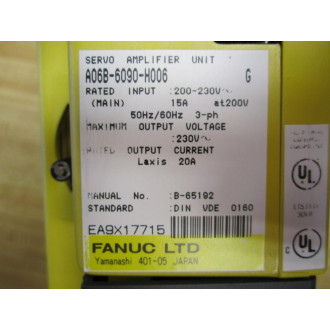 SERVO AMPLIFIER UNIT
A06B-6090-H006 G
RATED INPUT :200-230V~
(MAIN) 15A at200V
50Hz/60Hz 3-ph
MAXIMUM OUTPUT VOLTAGE
:230V~
RATED OUTPUT CURRENT
Laxis 20A
MANUAL No. :B-65192
STANDARD :DIN VDE 0160
EA9X17715
FANUC LTD
Yamanashi 401-05 JAPAN
UL
C UL